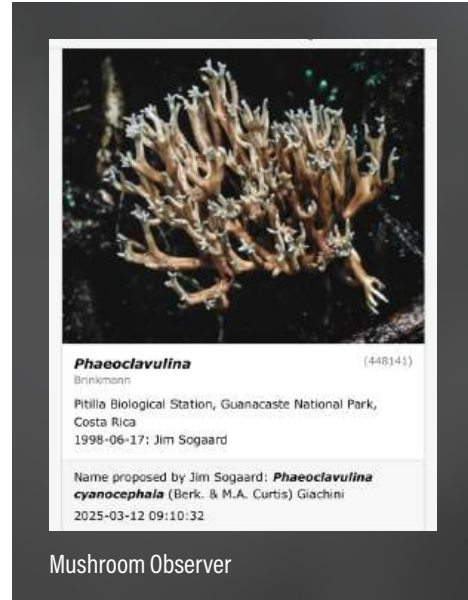 Phaeoclavulina (448141)
Brinkmann
Pitilla Biological Station, Guanacaste National Park,
Costa Rica
1998-06-17: Jim Sogaard
Name proposed by Jim Sogaard: Phaeoclavulina
cyanocephala (Berk. & M.A. Curtis) Giachini
2025-03-12 09:10:32
Mushroom Observer